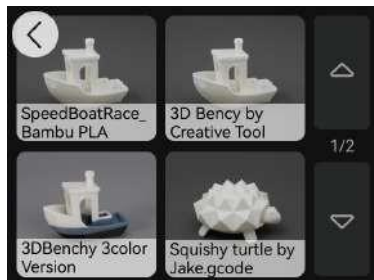 SpeedBoatRace_
Bambu PLA
3D Bency by
Creative Tool
1/2
3DBenchy 3color
Version
Squishy turtle by
Jake.gcode